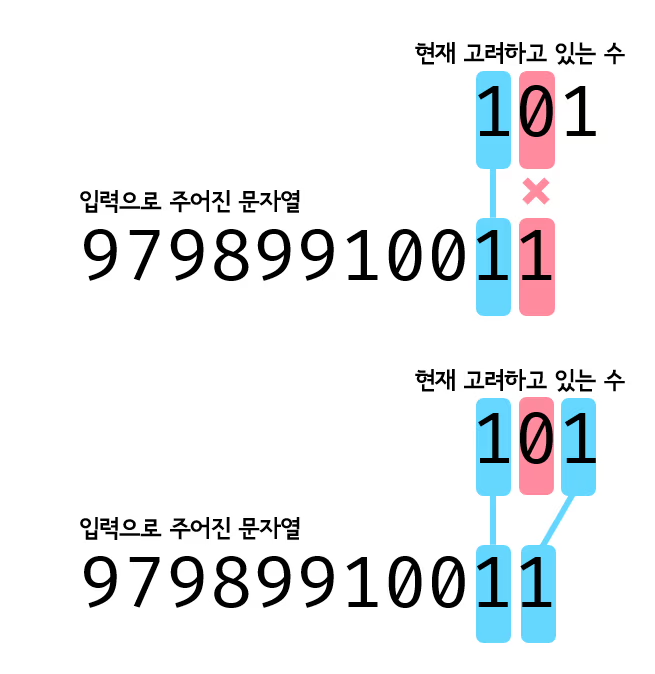 현재 고려하고 있는 수
101
입력으로 주어진 문자열
97989910011
현재 고려하고 있는 수
101
입력으로 주어진 문자열
97989910011